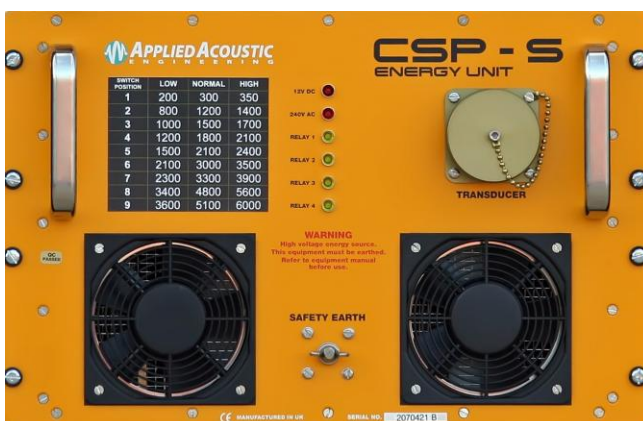 APPLIED ACOUSTIC
ENGINEERING
CSP - S
ENERGY UNIT
SWITCH POSITION LOW NORMAL HIGH
1 200 300 350
2 800 1200 1400
3 1000 1500 1700
4 1200 1800 2100
5 1500 2100 2400
6 2100 3000 3500
7 2300 3300 3900
8 3400 4800 5600
9 3600 5100 6000
12V DC
240V AC
RELAY 1
RELAY 2
RELAY 3
RELAY 4
TRANSDUCER
WARNING
High voltage energy source.
This equipment must be earthed.
Refer to equipment manual
before use.
QC
PASSED
SAFETY EARTH
CE MANUFACTURED IN UK
SERIAL NO. 2070421 B